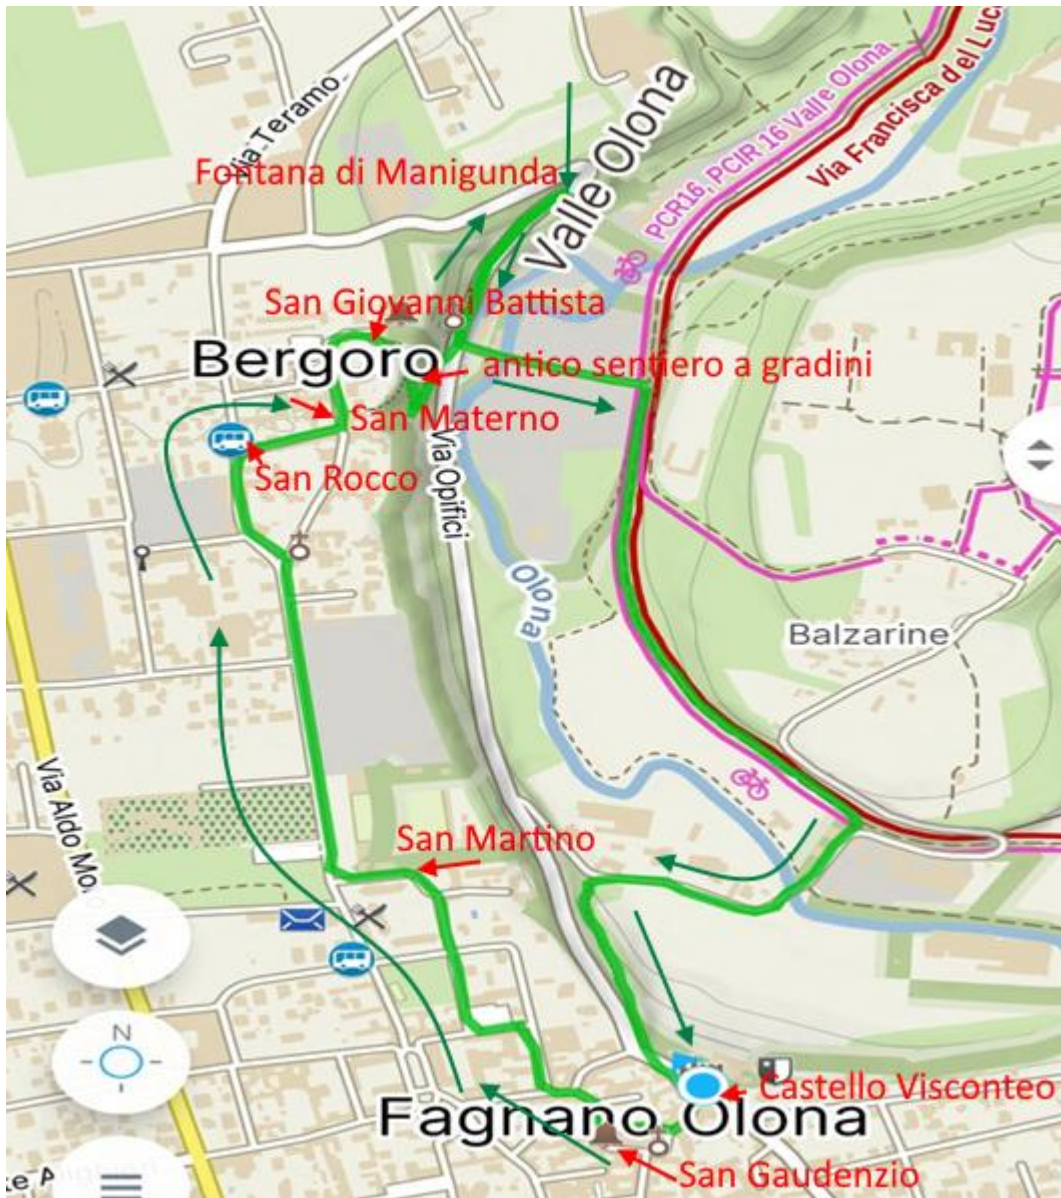 Via Teramo
Valle Olona
PCR16, PCIR 16 Valle Olona
Via Francisca del Luc
Fontana di Manigunda
San Giovanni Battista
Bergoro
antico sentiero a gradini
San Materno
San Rocco
Via Opifici
Olona
Balzarine
Via Aldo Mo
San Martino
N
Castello Visconteo
Fagnano Olona
San Gaudenzio
te A